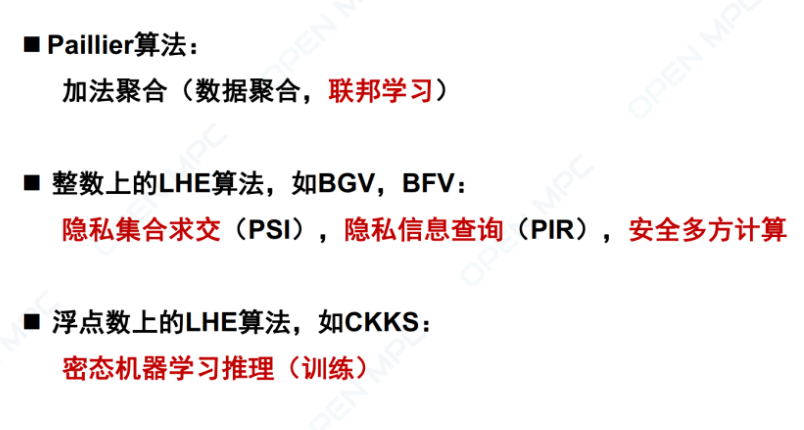 ■ Paillier算法：
加法聚合（数据聚合，联邦学习）
■ 整数上的LHE算法，如BGV，BFV：
隐私集合求交（PSI），隐私信息查询（PIR），安全多方计算
■ 浮点数上的LHE算法，如CKKS：
密态机器学习推理（训练）
OPEN MPC
OPEN MPC
OPEN MPC
OPEN MPC